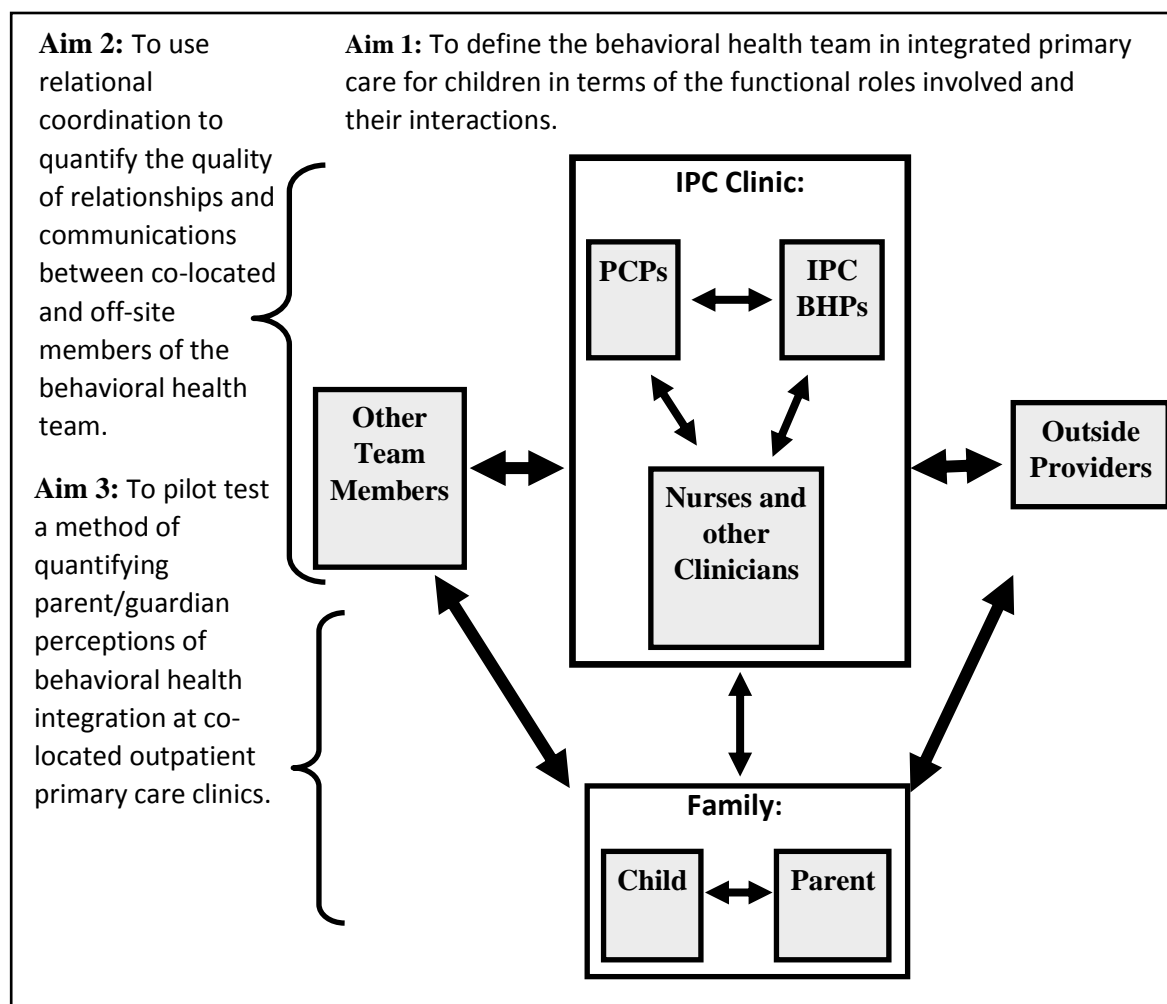 Aim 2: To use
relational
coordination to
quantify the quality
of relationships and
communications
between co-located
and off-site
members of the
behavioral health
team.
Aim 3: To pilot test
a method of
quantifying
parent/guardian
perceptions of
behavioral health
integration at co-
located outpatient
primary care clinics.
Aim 1: To define the behavioral health team in integrated primary
care for children in terms of the functional roles involved and
their interactions.
IPC Clinic:
PCPs
IPC
BHPs
Nurses and
other
Clinicians
Other
Team
Members
Outside
Providers
Family:
Child
Parent